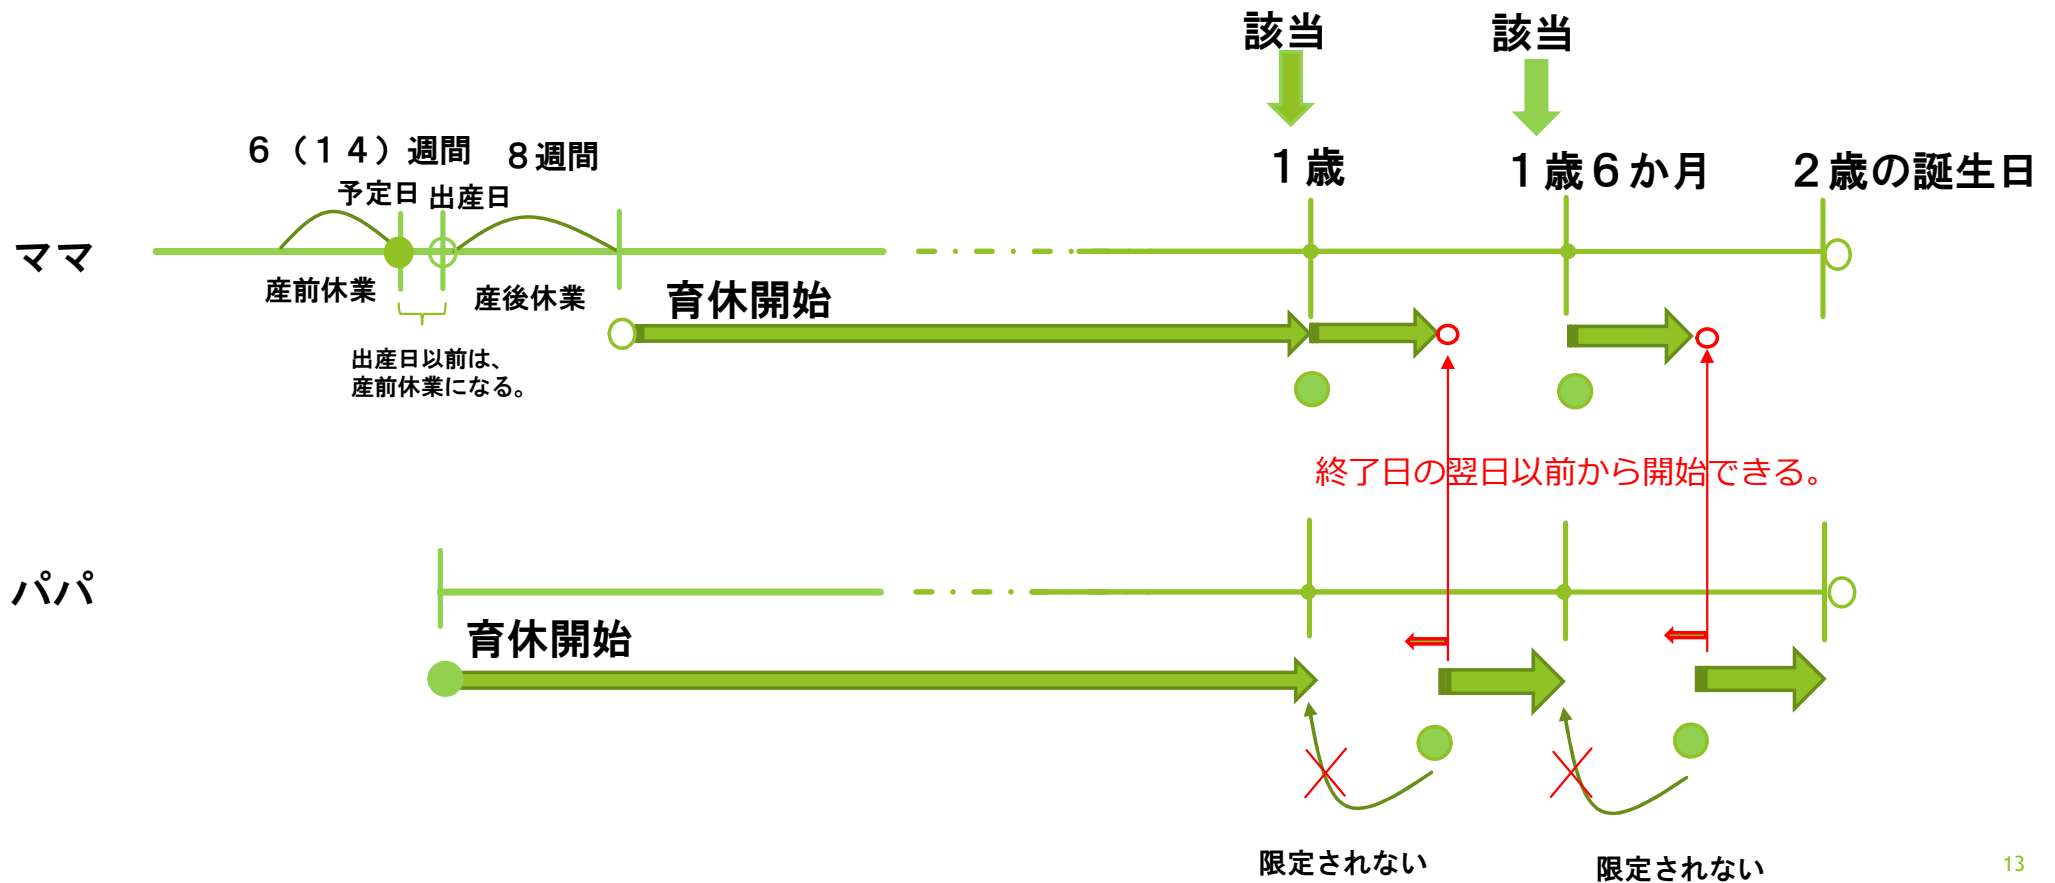 該当
該当
6(14)週間
8週間
1歳
1歳6か月
2歳の誕生日
予定日
出産日
ママ
産前休業
産後休業
育休開始
出産日以前は、
産前休業になる。
終了日の翌日以前から開始できる。
パパ
育休開始
限定されない
限定されない
13